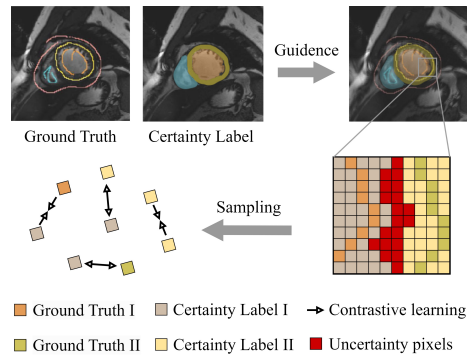 Guidence
Ground Truth
Certainty Label
Sampling
Ground Truth I
Certainty Label I
Contrastive learning
Ground Truth II
Certainty Label II
Uncertainty pixels